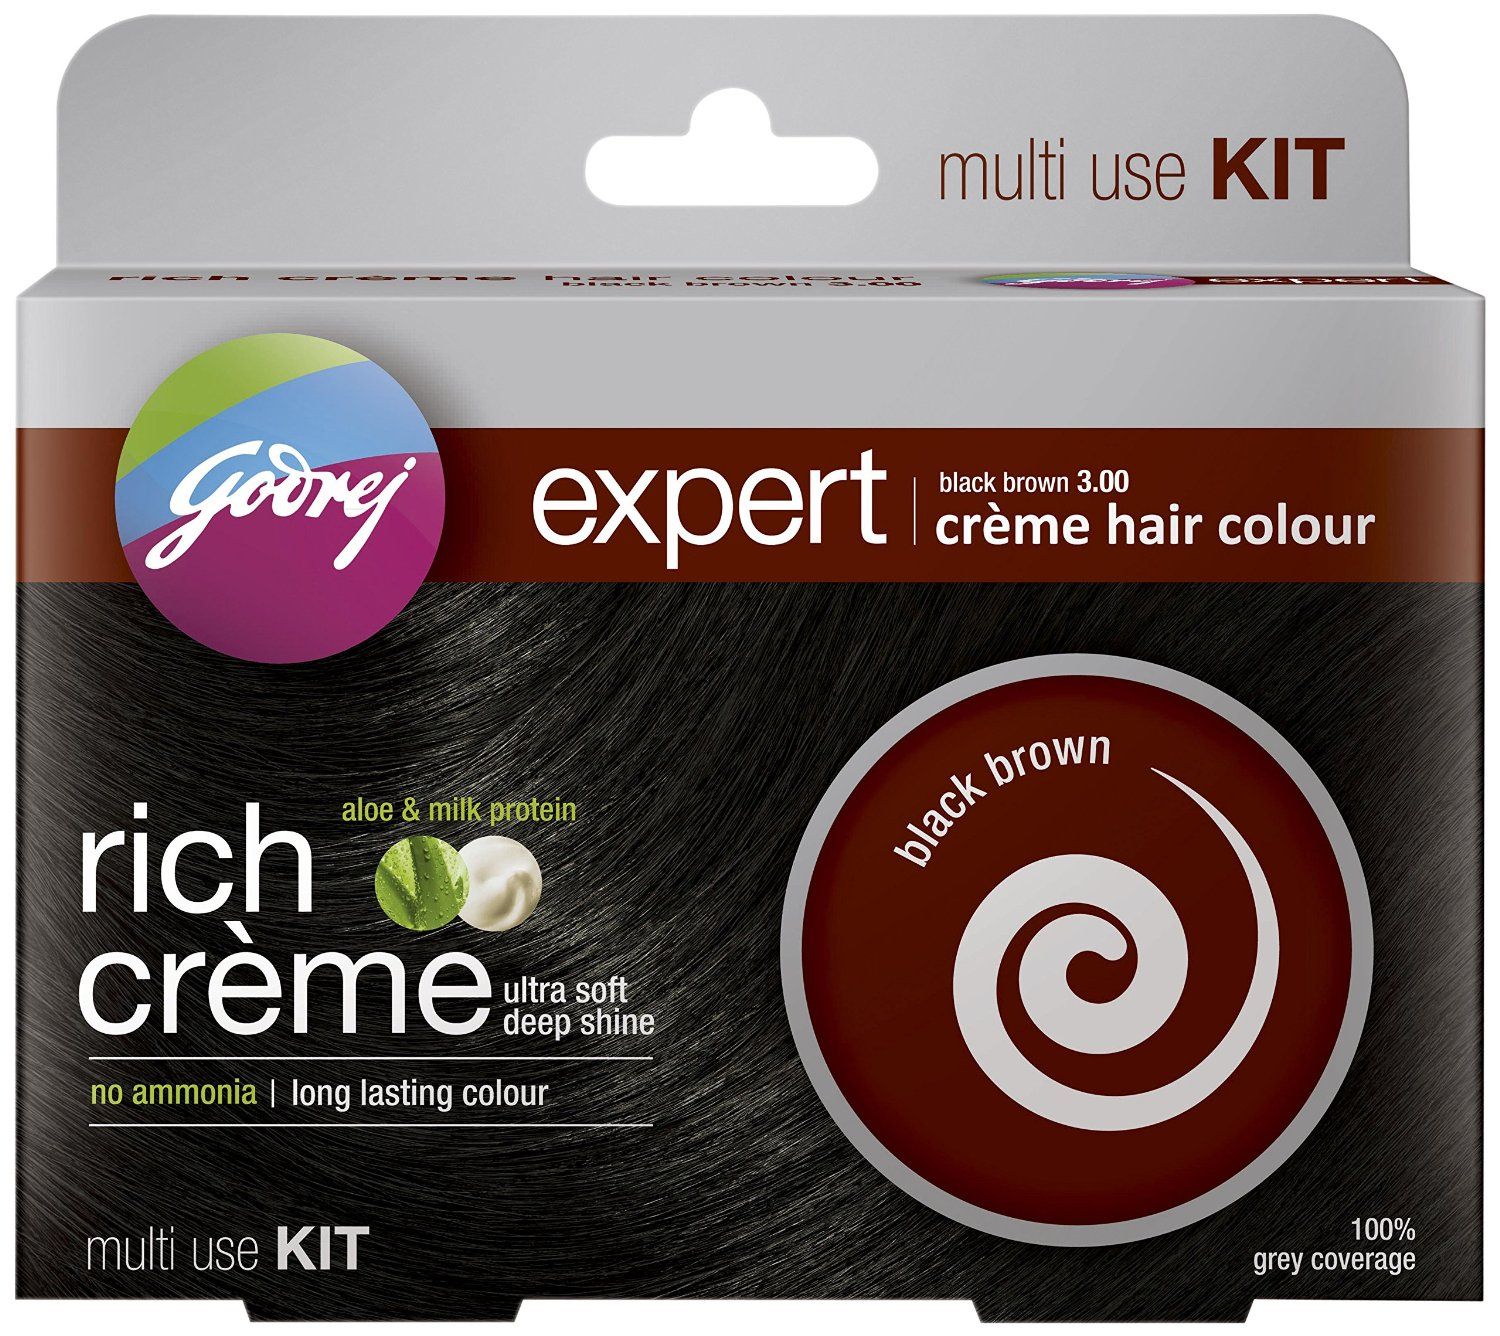 multi use KIT
rich crème hair colour
black brown 3.00
Godrej expert
Godrej
expert
black brown 3.00
crème hair colour
black brown
aloe & milk protein
rich
crème
ultra soft
deep shine
no ammonia | long lasting colour
multi use KIT
100%
grey coverage